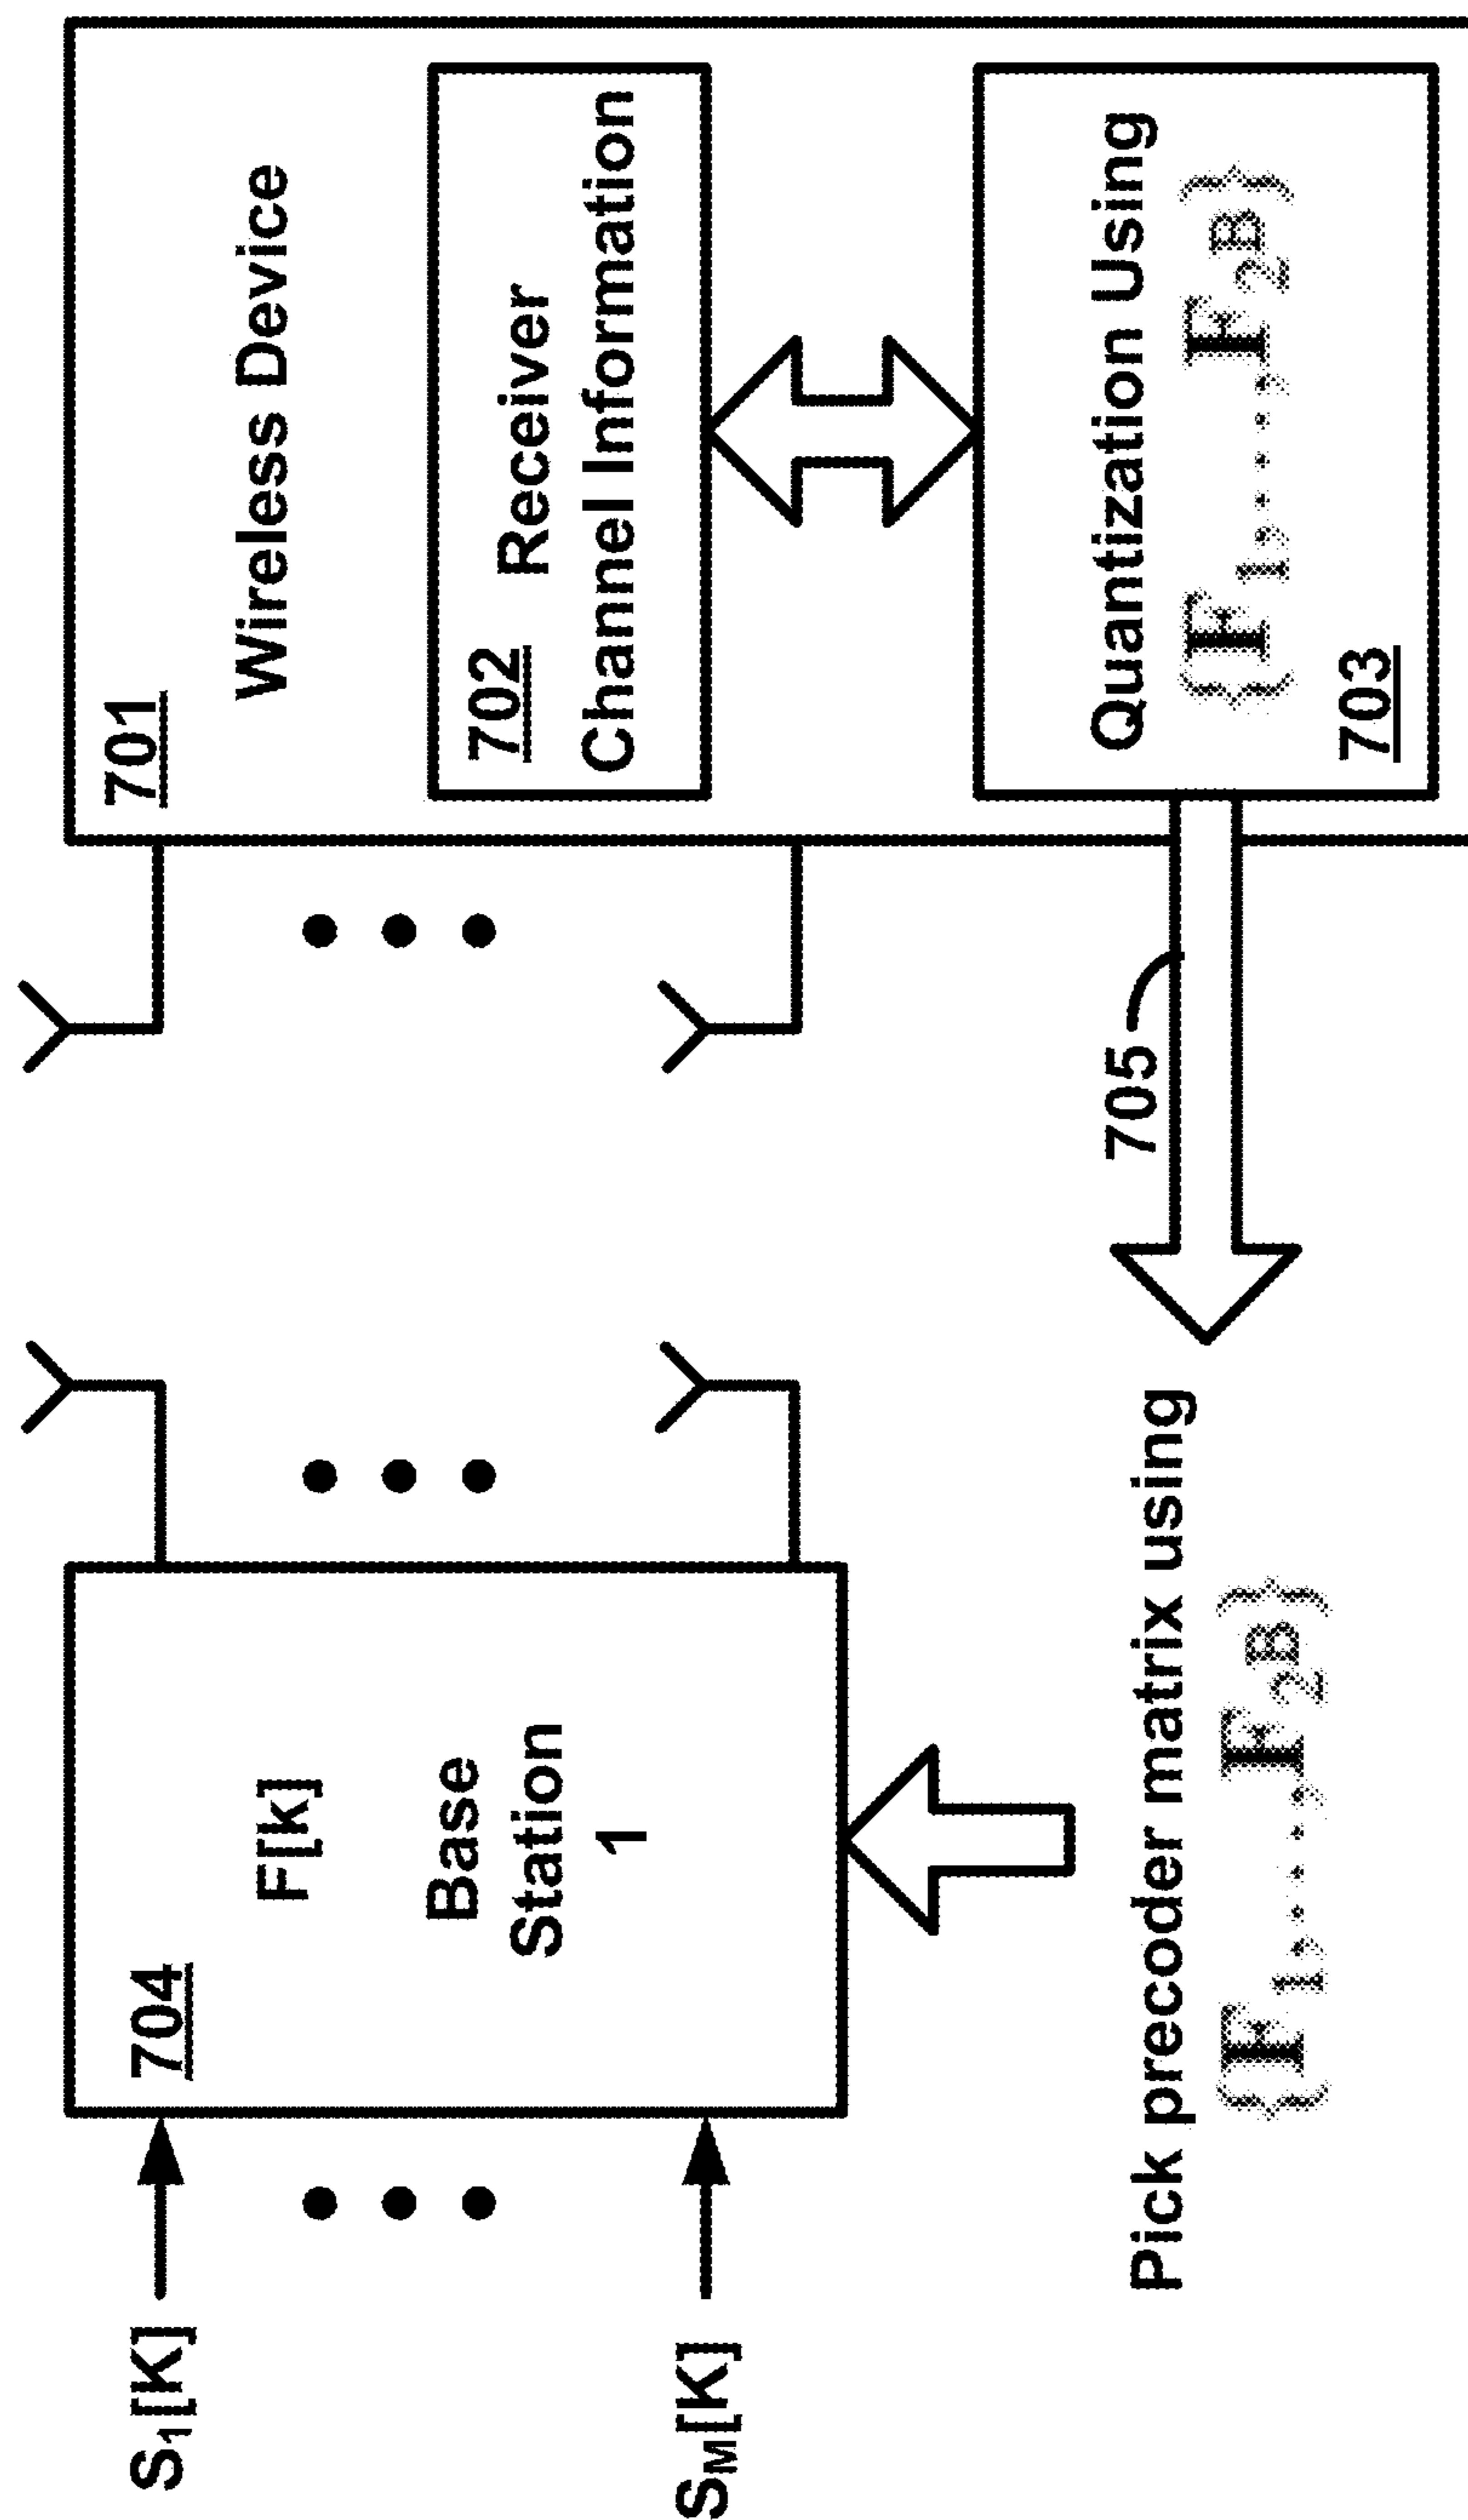 S1[K]
SM[K]
704
F[K]
Base
Station
1
Pick precoder matrix using
{F1, . . . , F2B}
705
701
Wireless Device
702
Receiver
Channel Information
Quantization Using
{F1, . . . , F2B}
703